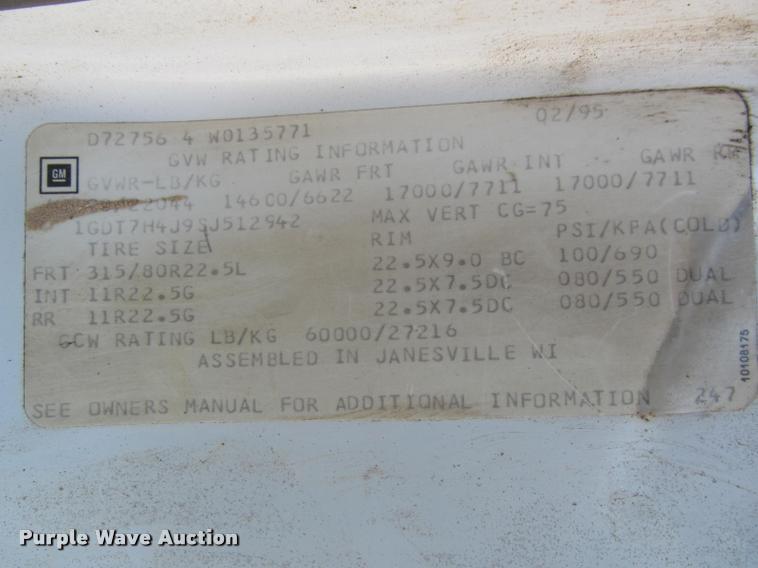 D72756 4 W0135771 02/95
GVW RATING INFORMATION
GM
GVWR-LB/KG GAWR FRT GAWR INT GAWR RR
14600/6622 17000/7711 17000/7711
1GDT7H4J9SJ512942 MAX VERT CG=75
TIRE SIZE RIM PSI/KPA(COLD)
FRT 315/80R22.5L 22.5X9.0 BC 100/690
INT 11R22.5G 22.5X7.5DC 080/550 DUAL
RR 11R22.5G 22.5X7.5DC 080/550 DUAL
GCW RATING LB/KG 60000/27216
ASSEMBLED IN JANESVILLE WI
10108175
SEE OWNERS MANUAL FOR ADDITIONAL INFORMATION 247
Purple Wave Auction